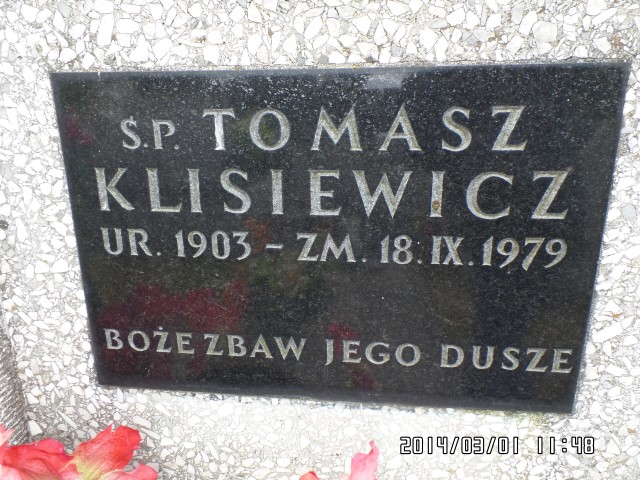 Ś.P. TOMASZ
KLISIEWICZ
UR. 1903 - ZM. 18.IX.1979
BOŻE ZBAW JEGO DUSZE
2014/03/01 11:48